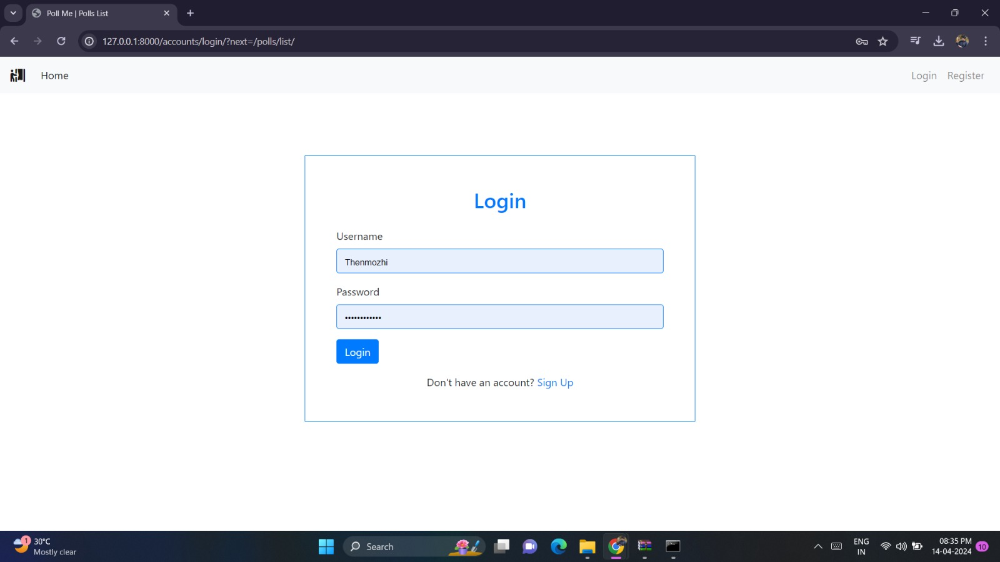 Poll Me | Polls List
127.0.0.1:8000/accounts/login/?next=/polls/list/
Home
Login
Register
Login
Username
Thenmozhi
Password
••••••••••••
Login
Don't have an account? Sign Up
1
30°C
Mostly clear
Search
ENG
IN
08:35 PM
14-04-2024
10